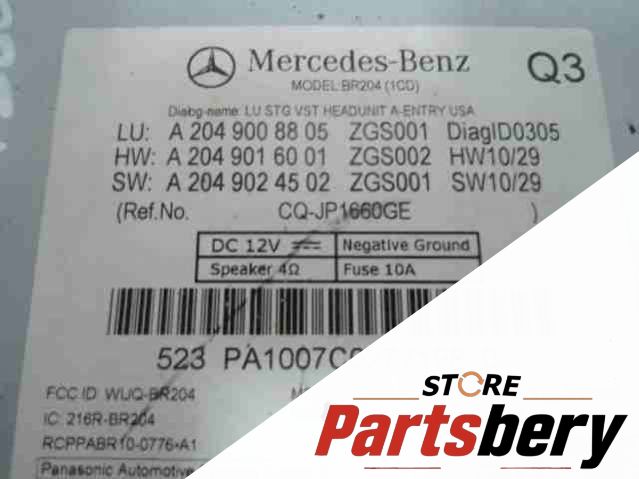 Mercedes-Benz Q3
MODEL:BR204 (1CD)
Diabg-name: LU STG VST HEADUNIT A-ENTRY USA
LU: A 204 900 88 05 ZGS001 DiagID0305
HW: A 204 901 60 01 ZGS002 HW10/29
SW: A 204 902 45 02 ZGS001 SW10/29
(Ref.No. CQ-JP1660GE )
DC 12V Negative Ground
Speaker 4Ω Fuse 10A
523
FCC ID WUQ-BR204
IC: 216R-BR204
RCPPABR10-0776-A1
Panasonic Automotive
STORE
Partsbery